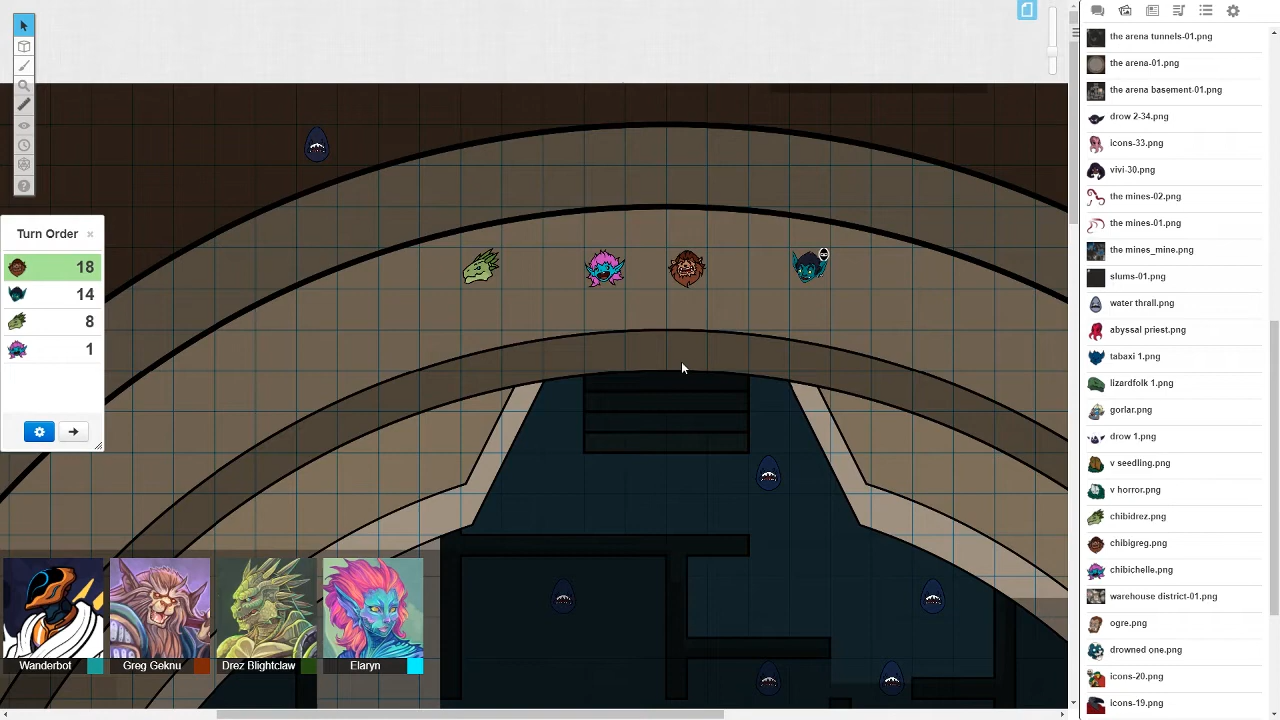 Turn Order ×
18
14
8
1
Wanderbot
Greg Geknu
Drez Blightclaw
Elaryn
the arena tunnels-01.png
the arena-01.png
the arena basement-01.png
drow 2-34.png
icons-33.png
vivi-30.png
the mines-02.png
the mines-01.png
the mines_mine.png
slums-01.png
water thrall.png
abyssal priest.png
tabaxi 1.png
lizardfolk 1.png
gorlar.png
drow 1.png
v seedling.png
v horror.png
chibidrez.png
chibigreg.png
chibichelle.png
warehouse district-01.png
ogre.png
drowned one.png
icons-20.png
icons-19.png